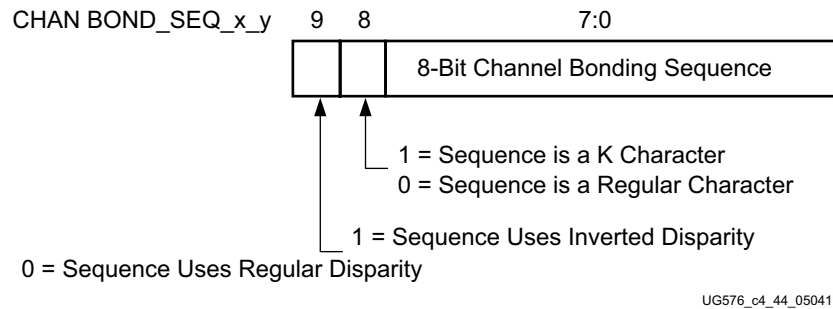 CHAN BOND_SEQ_x_y 9 8 7:0
8-Bit Channel Bonding Sequence
1 = Sequence is a K Character
0 = Sequence is a Regular Character
1 = Sequence Uses Inverted Disparity
0 = Sequence Uses Regular Disparity
UG576_c4_44_05041